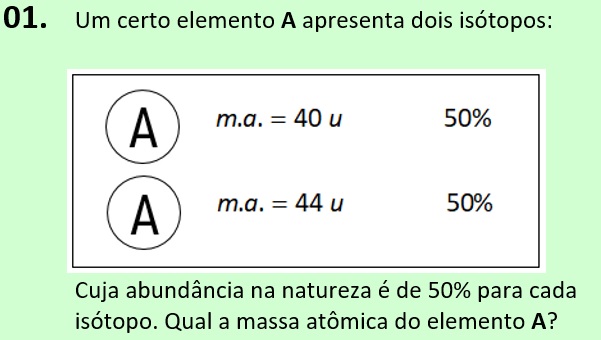 01. Um certo elemento A apresenta dois isótopos:
A m.a. = 40 u 50%
A m.a. = 44 u 50%
Cuja abundância na natureza é de 50% para cada
isótopo. Qual a massa atômica do elemento A?